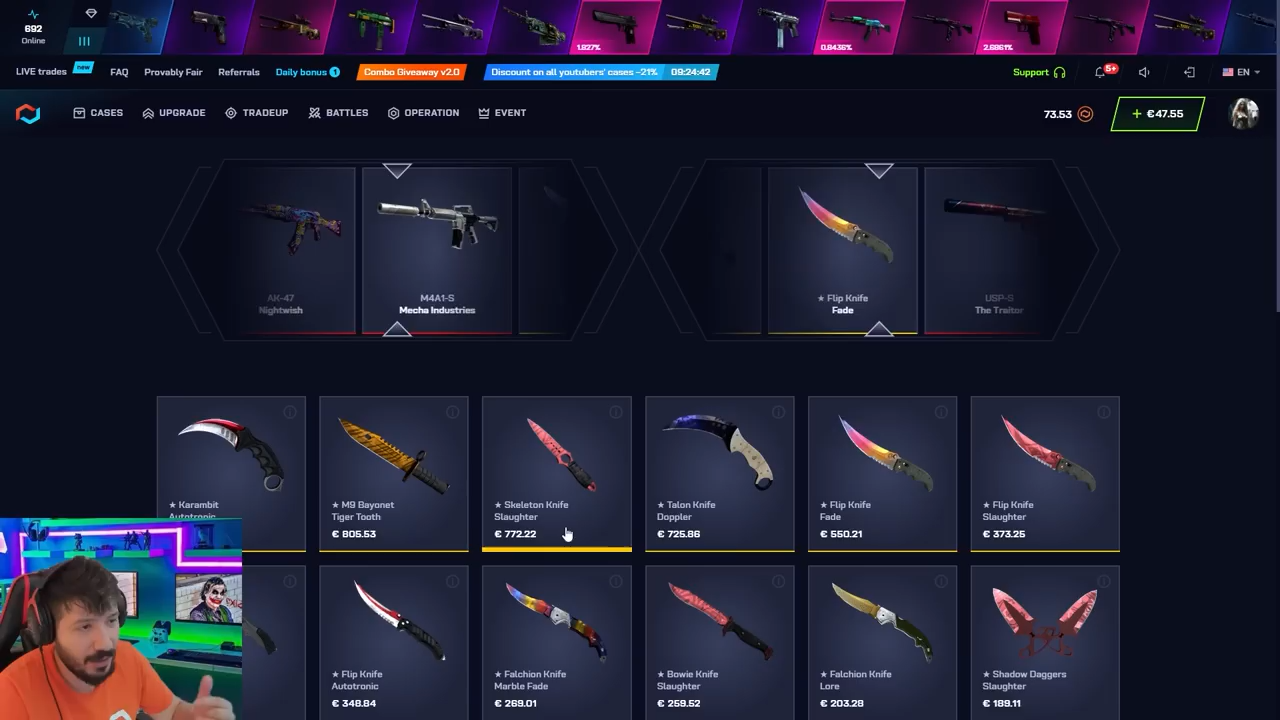 692
Online
1.827%
0.8436%
2.6861%
LIVE trades new
FAQ
Provably Fair
Referrals
Daily bonus 1
Combo Giveaway v2.0
Discount on all youtubers' cases -21% 09:24:42
Support
5+
EN
CASES
UPGRADE
TRADEUP
BATTLES
OPERATION
EVENT
73.53
+ €47.55
AK-47
Nightwish
M4A1-S
Mecha Industries
★ Flip Knife
Fade
USP-S
The Traitor
★ Karambit
Autotronic
★ M9 Bayonet
Tiger Tooth
€ 805.53
★ Skeleton Knife
Slaughter
€ 772.22
★ Talon Knife
Doppler
€ 725.86
★ Flip Knife
Fade
€ 550.21
★ Flip Knife
Slaughter
€ 373.25
★ Flip Knife
Autotronic
€ 348.84
★ Falchion Knife
Marble Fade
€ 269.01
★ Bowie Knife
Slaughter
€ 259.52
★ Falchion Knife
Lore
€ 203.28
★ Shadow Daggers
Slaughter
€ 189.11